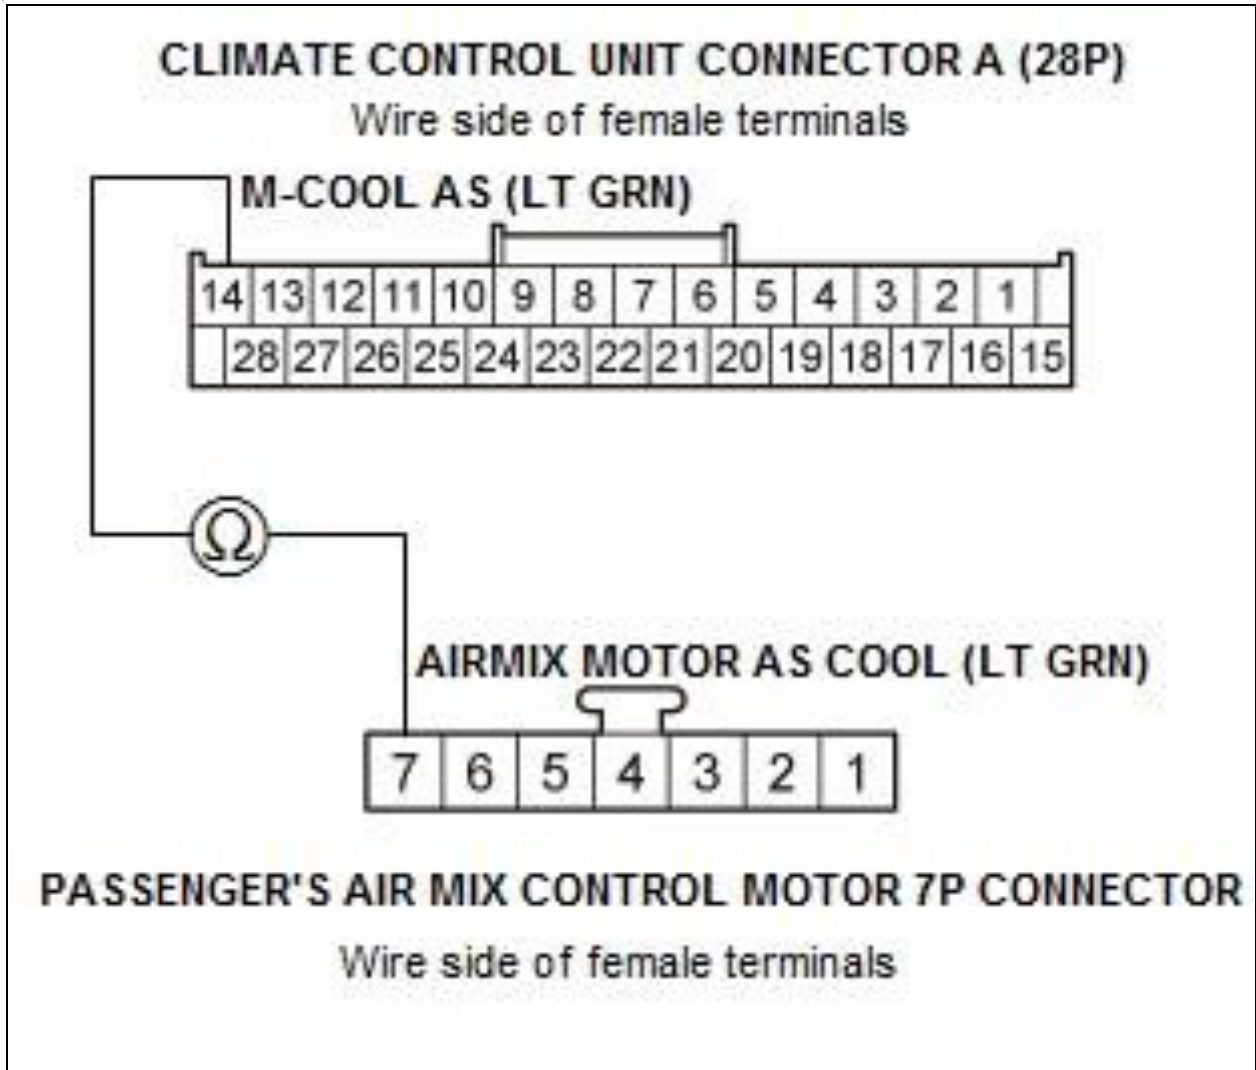 CLIMATE CONTROL UNIT CONNECTOR A (28P)
Wire side of female terminals
M-COOL AS (LT GRN)
14 13 12 11 10 9 8 7 6 5 4 3 2 1
28 27 26 25 24 23 22 21 20 19 18 17 16 15
Ω
AIRMIX MOTOR AS COOL (LT GRN)
7 6 5 4 3 2 1
PASSENGER'S AIR MIX CONTROL MOTOR 7P CONNECTOR
Wire side of female terminals